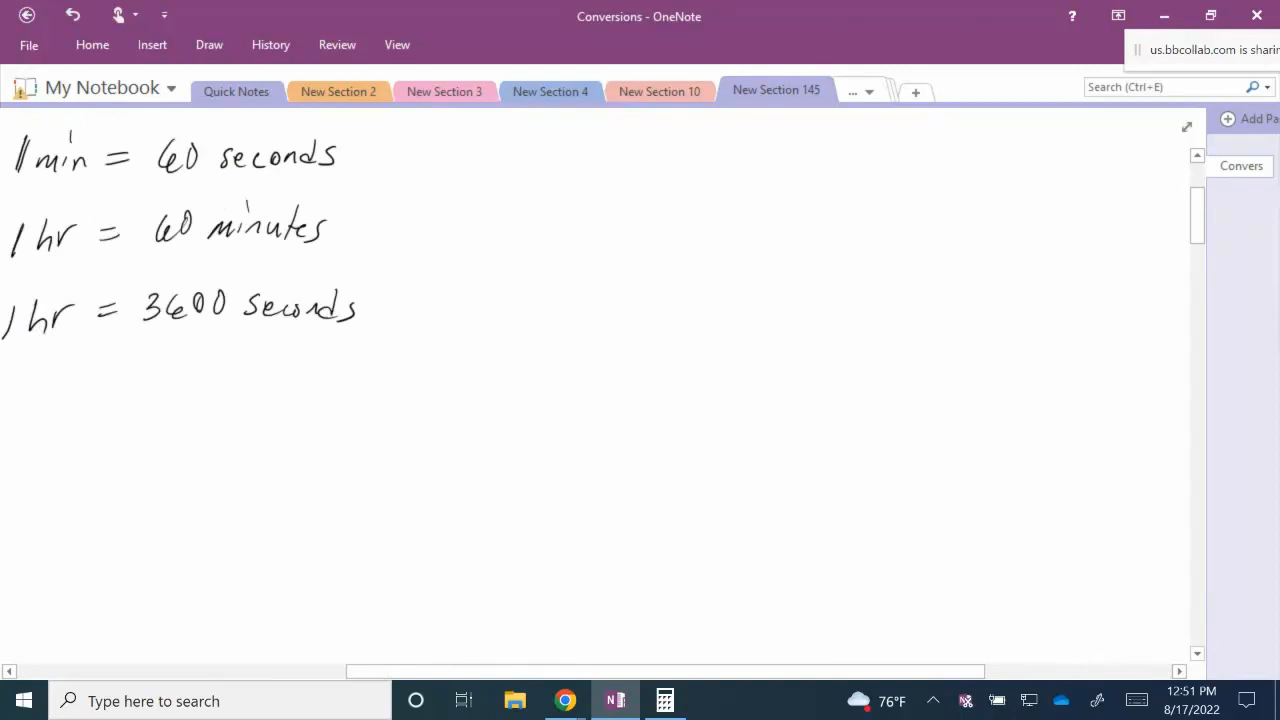 Conversions - OneNote
?
File Home Insert Draw History Review View
us.bbcollab.com is sharin
My Notebook Quick Notes New Section 2 New Section 3 New Section 4 New Section 10 New Section 145 ... + Search (Ctrl+E)
Add Pa
Convers
1 min = 60 seconds
1 hr = 60 minutes
1 hr = 3600 seconds
Type here to search
76°F
12:51 PM
8/17/2022